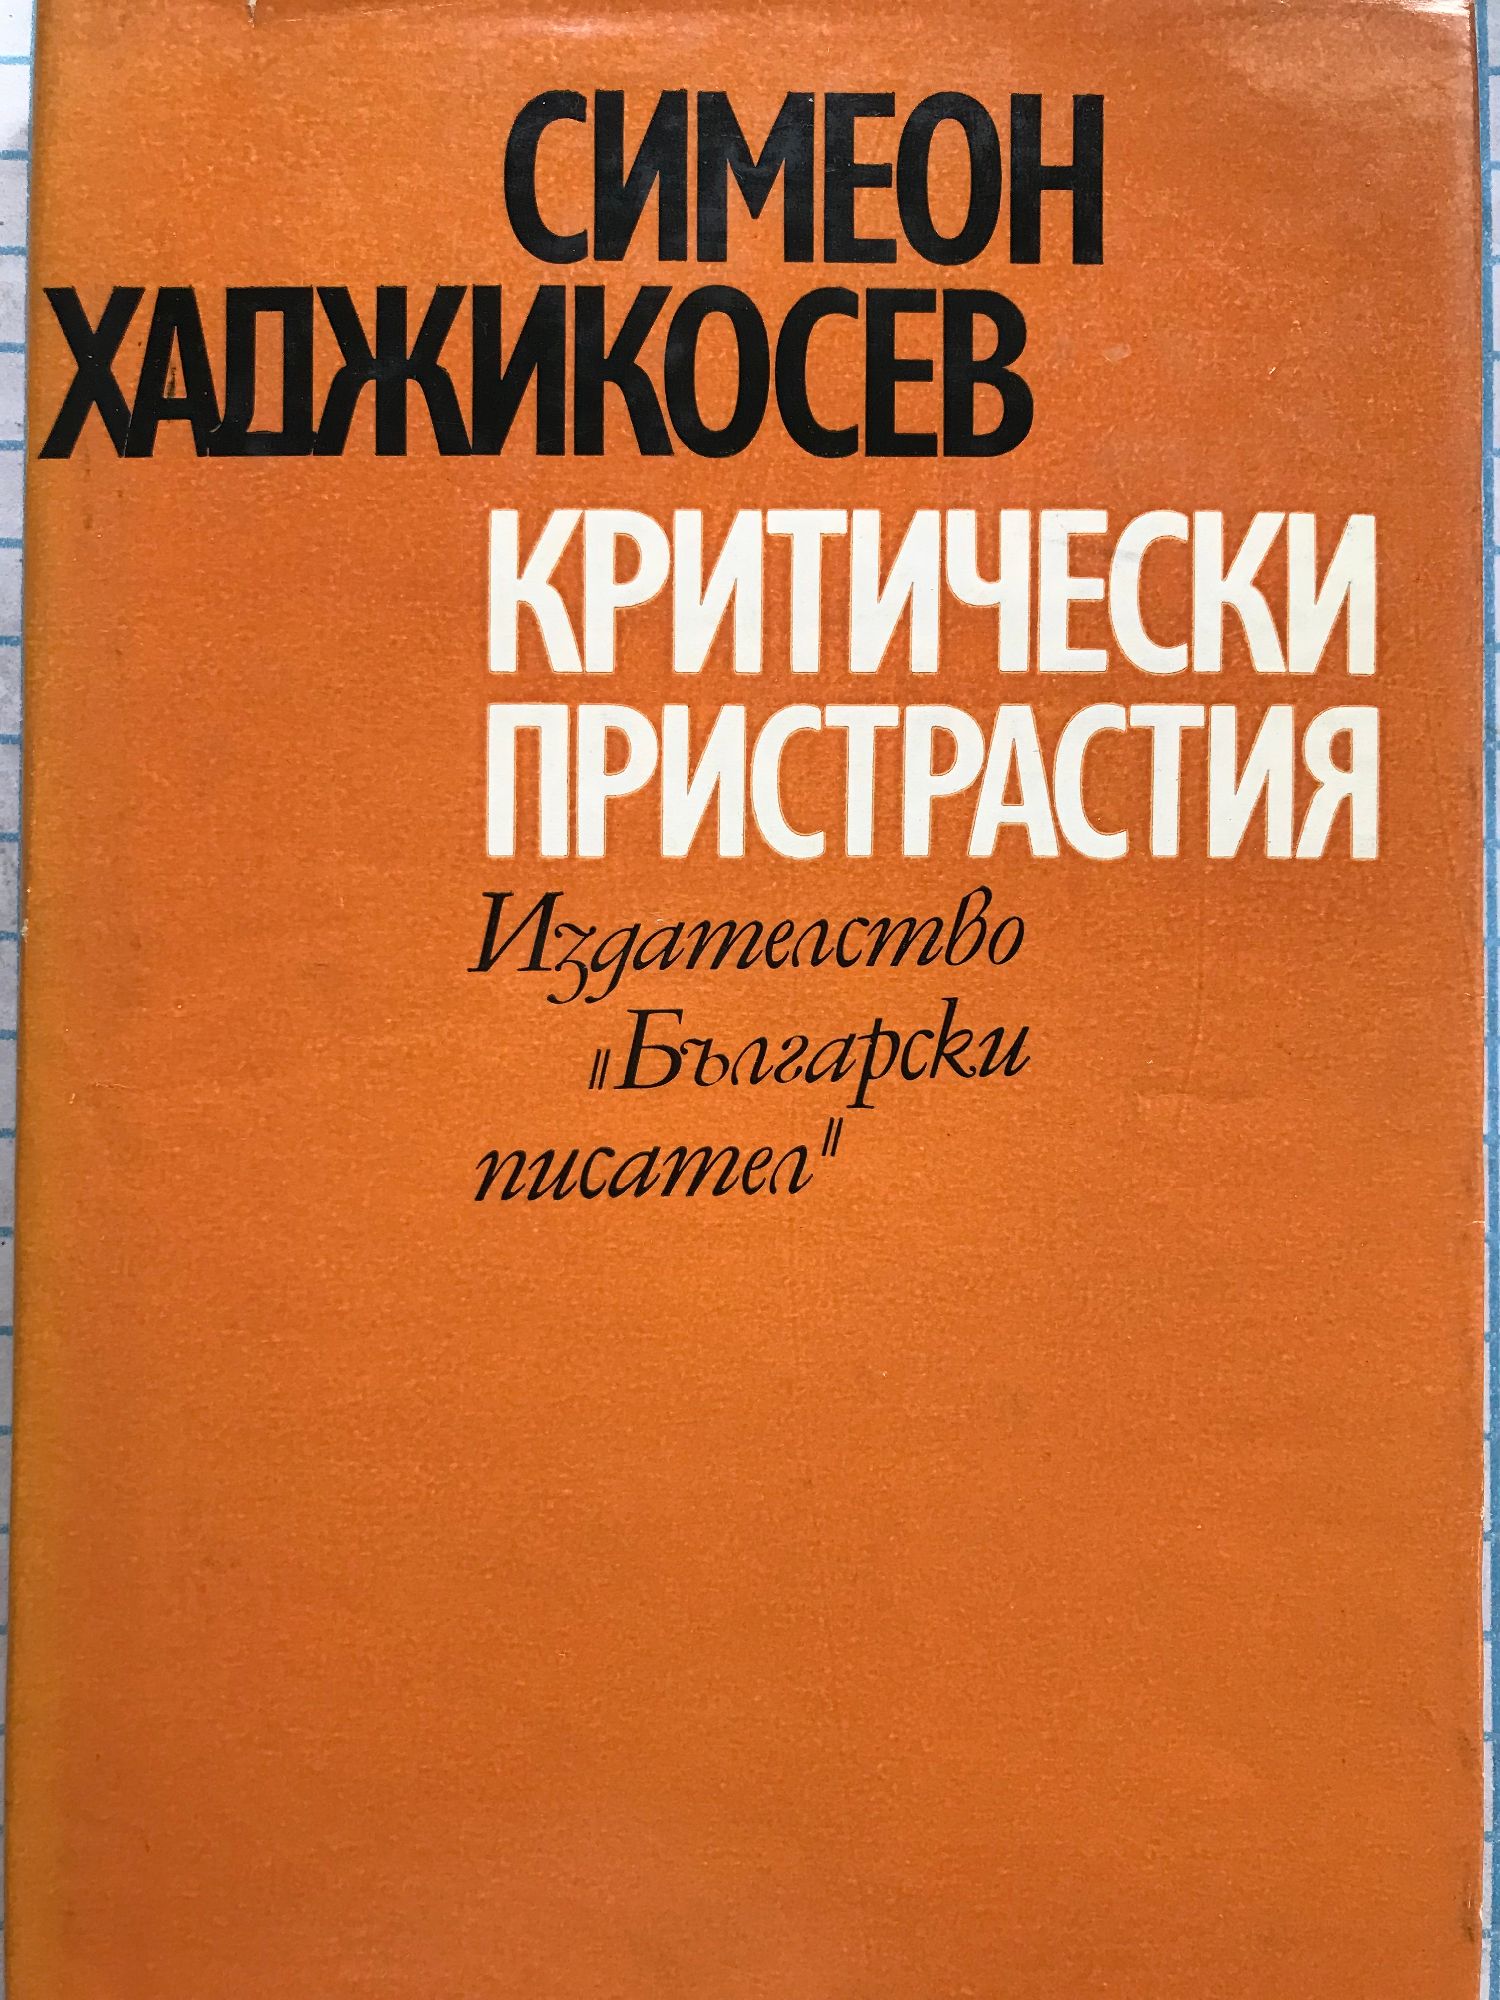 СИМЕОН
ХАДЖИКОСЕВ
КРИТИЧЕСКИ
ПРИСТРАСТИЯ
Издателство
"Български
писател"